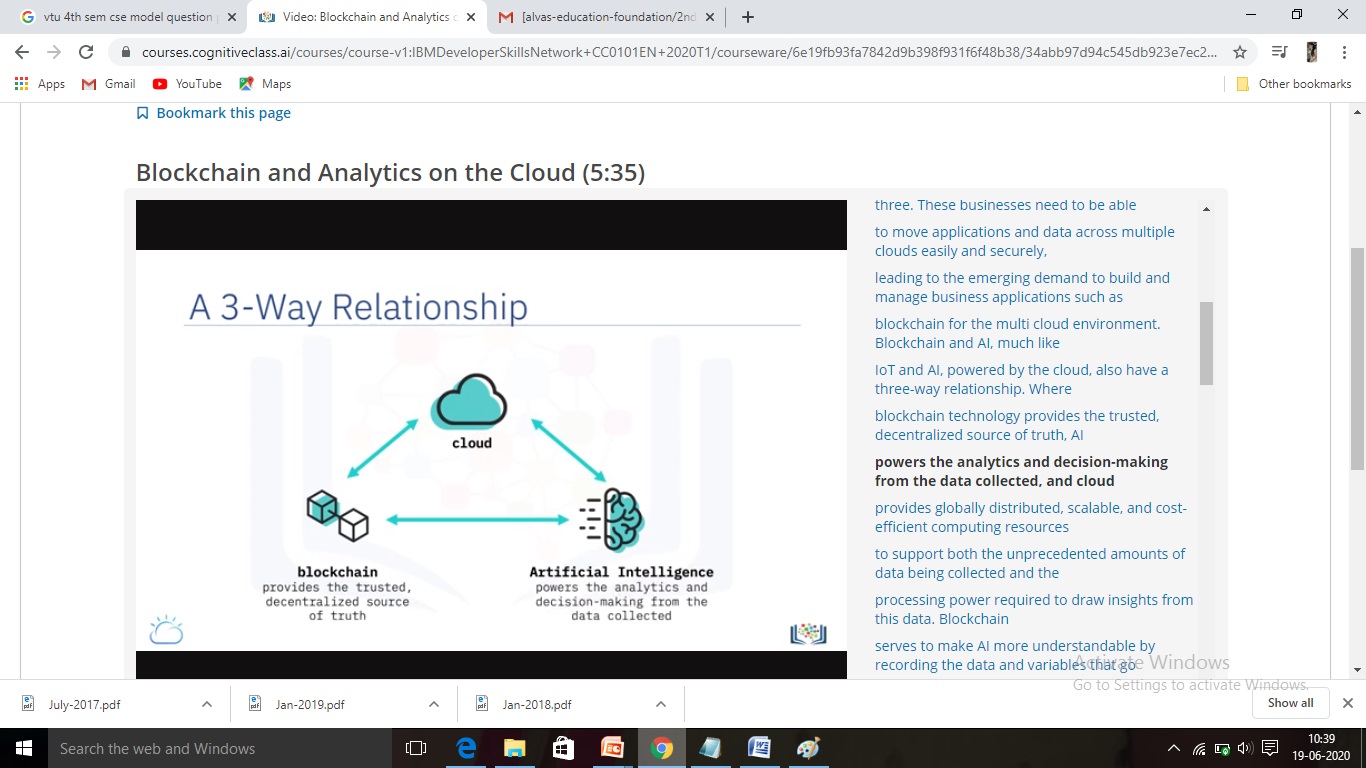 vtu 4th sem cse model question
Video: Blockchain and Analytics o
[alvas-education-foundation/2nd
courses.cognitiveclass.ai/courses/course-v1:IBMDeveloperSkillsNetwork+CC0101EN+2020T1/courseware/6e19fb93fa7842d9b398f931f6f48b38/34abb97d94c545db923e7ec2...
Apps Gmail YouTube Maps Other bookmarks
Bookmark this page
Blockchain and Analytics on the Cloud (5:35)
A 3-Way Relationship
cloud
blockchain
provides the trusted,
decentralized source
of truth
Artificial Intelligence
powers the analytics and
decision-making from the
data collected
three. These businesses need to be able
to move applications and data across multiple
clouds easily and securely,
leading to the emerging demand to build and
manage business applications such as
blockchain for the multi cloud environment.
Blockchain and AI, much like
IoT and AI, powered by the cloud, also have a
three-way relationship. Where
blockchain technology provides the trusted,
decentralized source of truth, AI
powers the analytics and decision-making
from the data collected, and cloud
provides globally distributed, scalable, and cost-
efficient computing resources
to support both the unprecedented amounts of
data being collected and the
processing power required to draw insights from
this data. Blockchain
serves to make AI more understandable by
recording the data and variables that go
Activate Windows
Go to Settings to activate Windows.
July-2017.pdf
Jan-2019.pdf
Jan-2018.pdf
Show all
Search the web and Windows
10:39
19-06-2020